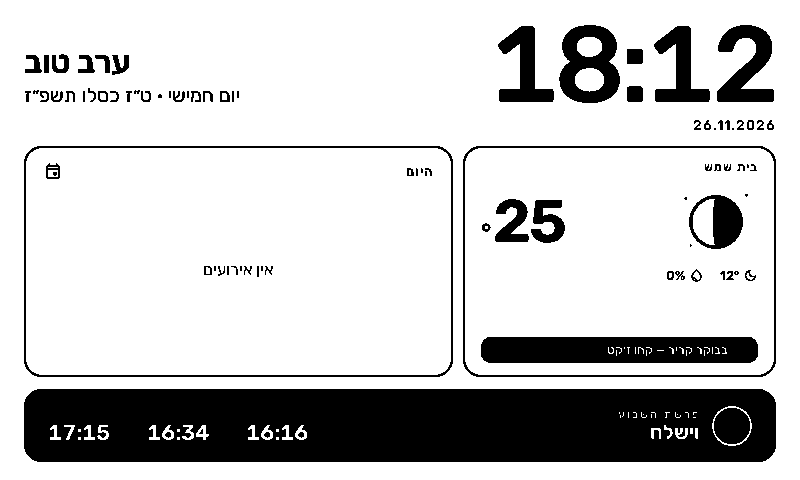 18:12
26.11.2026
ערב טוב
יום חמישי • ט״ז כסלו תשפ״ז
בית שמש
25°
12° 0%
בבוקר קריר — קחו ז׳קט
היום
אין אירועים
פרשת השבוע
וישלח
16:16 16:34 17:15